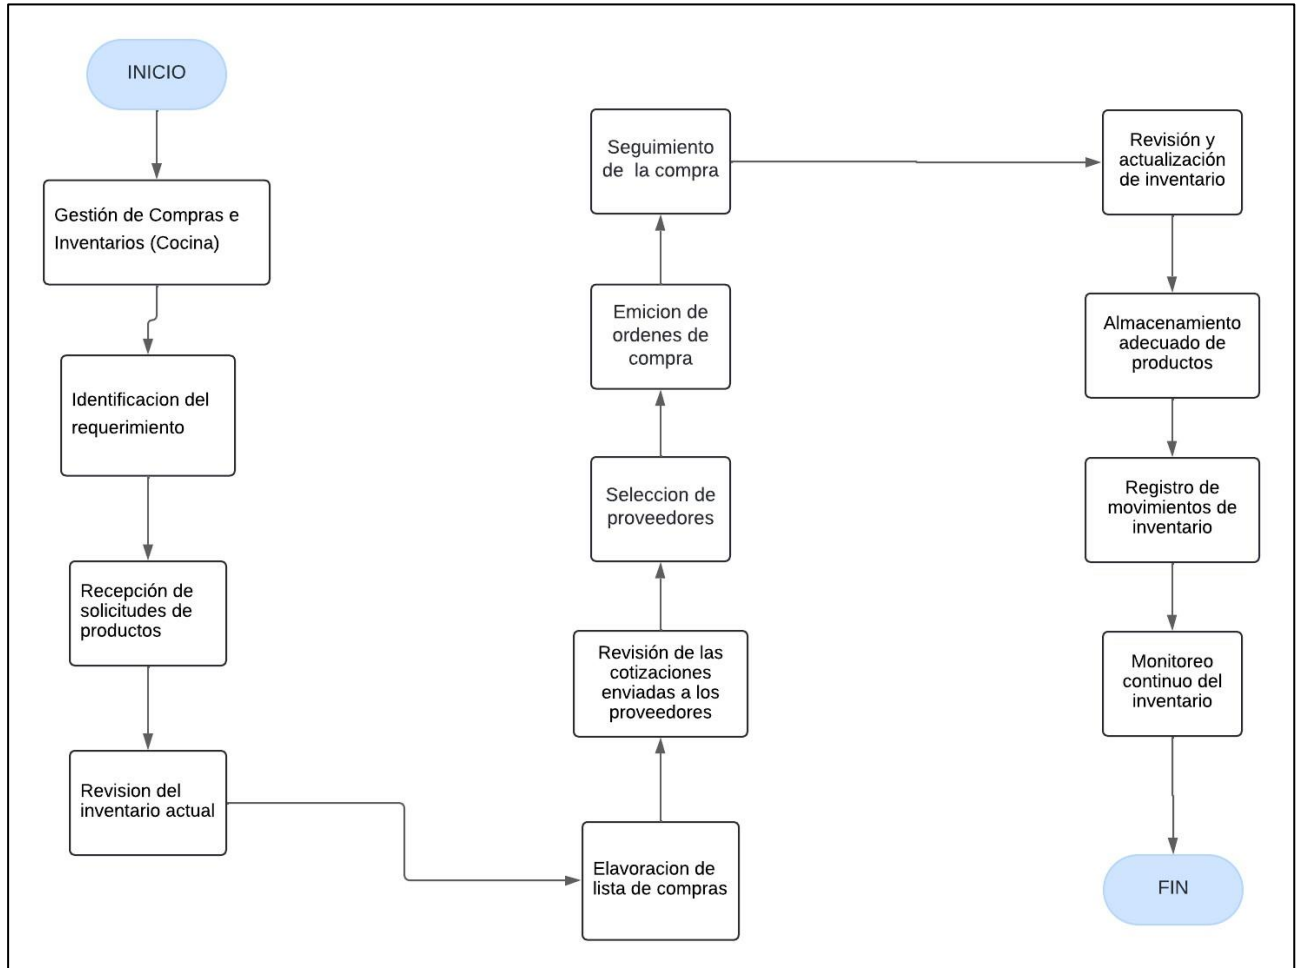 INICIO
Gestión de Compras e
Inventarios (Cocina)
Identificacion del
requerimiento
Recepción de
solicitudes de
productos
Revision del
inventario actual
Elavoracion de
lista de compras
Revisión de las
cotizaciones
enviadas a los
proveedores
Seleccion de
proveedores
Emicion de
ordenes de
compra
Seguimiento
de la compra
Revisión y
actualización
de inventario
Almacenamiento
adecuado de
productos
Registro de
movimientos de
inventario
Monitoreo
continuo del
inventario
FIN